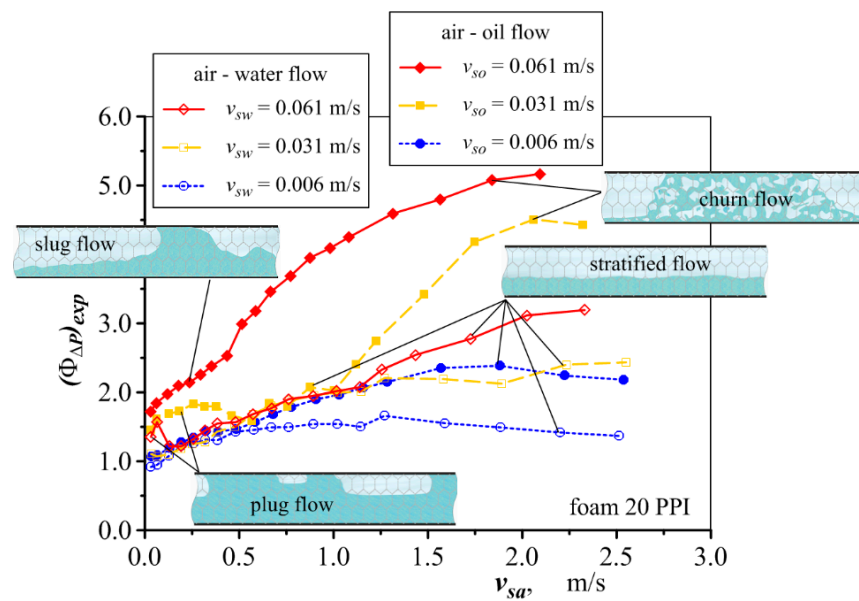 air - water flow
v_sw = 0.061 m/s
v_sw = 0.031 m/s
v_sw = 0.006 m/s
air - oil flow
v_so = 0.061 m/s
v_so = 0.031 m/s
v_so = 0.006 m/s
6.0
5.0
3.0
2.0
1.0
0.0
(Φ_ΔP)_exp
slug flow
churn flow
stratified flow
plug flow
foam 20 PPI
0.0
0.5
1.0
1.5
2.0
2.5
3.0
v_sa, m/s